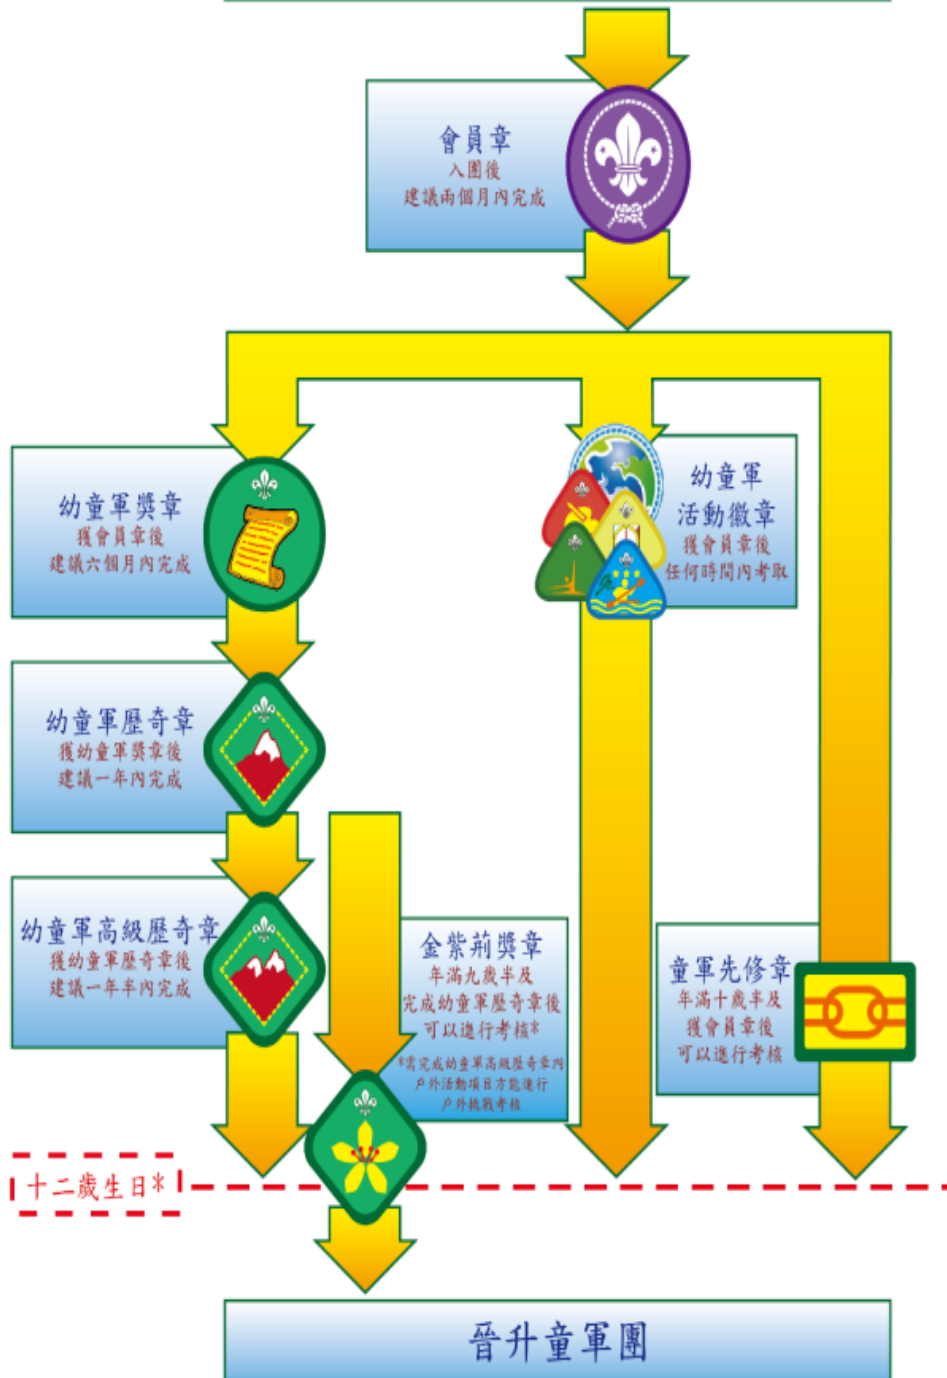 會員章
入團後
建議兩個月內完成
幼童軍獎章
獲會員章後
建議六個月內完成
幼童軍
活動徽章
獲會員章後
任何時間內考取
幼童軍歷奇章
獲幼童軍獎章後
建議一年內完成
幼童軍高級歷奇章
獲幼童軍歷奇章後
建議一年半內完成
金紫荊獎章
年滿九歲半及
完成幼童軍歷奇章後
可以進行考核*
*需完成幼童軍高級歷奇章內
戶外活動項目方能進行
戶外挑戰考核
童軍先修章
年滿十歲半及
獲會員章後
可以進行考核
十二歲生日*
晉升童軍團